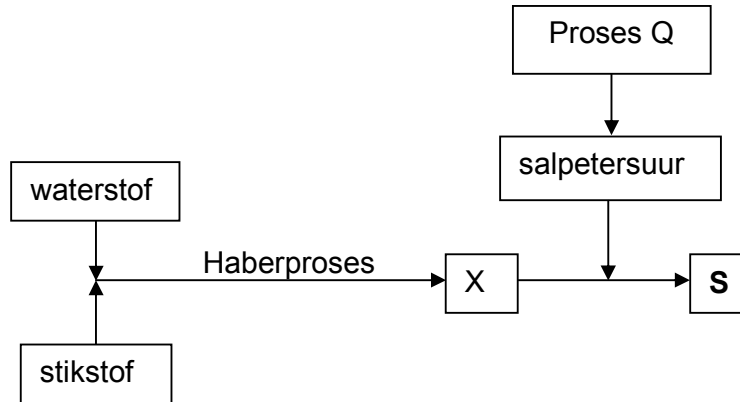 Proses Q
salpetersuur
waterstof
Haberproses
X
S
stikstof